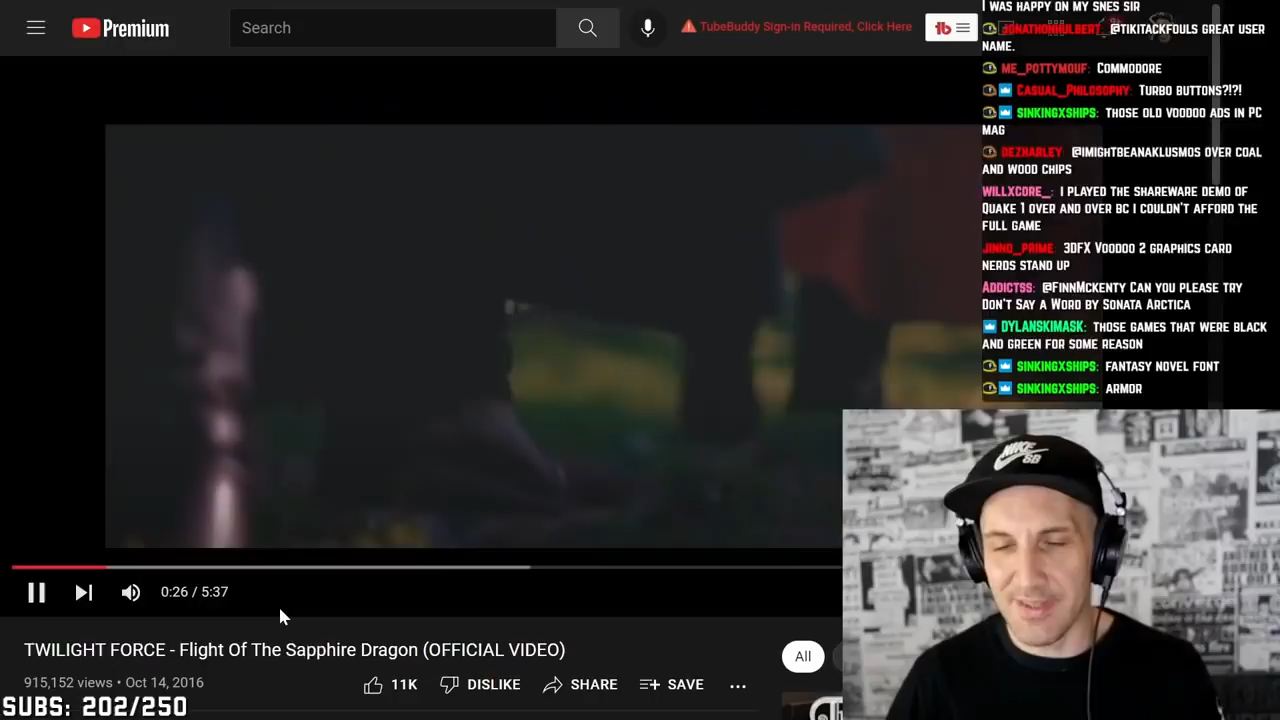 Premium
Search
TubeBuddy Sign-in Required, Click Here
tb
I WAS HAPPY ON MY SNES SIR
JONATHONHULBERT: @TIKITACKFOULS GREAT USER
NAME.
ME_POTTYMOUF: COMMODORE
CASUAL_PHILOSOPHY: TURBO BUTTONS?!?!
SINKINGXSHIPS: THOSE OLD VOODOO ADS IN PC
MAG
DEZHARLEY: @IMIGHTBEANAKLUSMOS OVER COAL
AND WOOD CHIPS
WILLXCORE_: I PLAYED THE SHAREWARE DEMO OF
QUAKE 1 OVER AND OVER BC I COULDN'T AFFORD THE
FULL GAME
JINNO_PRIME: 3DFX VOODOO 2 GRAPHICS CARD
NERDS STAND UP
ADDICTSS: @FINNMCKENTY CAN YOU PLEASE TRY
DON'T SAY A WORD BY SONATA ARCTICA
DYLANSKIMASK: THOSE GAMES THAT WERE BLACK
AND GREEN FOR SOME REASON
SINKINGXSHIPS: FANTASY NOVEL FONT
SINKINGXSHIPS: ARMOR
NIKE
SB
0:26 / 5:37
TWILIGHT FORCE - Flight Of The Sapphire Dragon (OFFICIAL VIDEO)
All
915,152 views • Oct 14, 2016
11K
DISLIKE
SHARE
SAVE
SUBS: 202/250